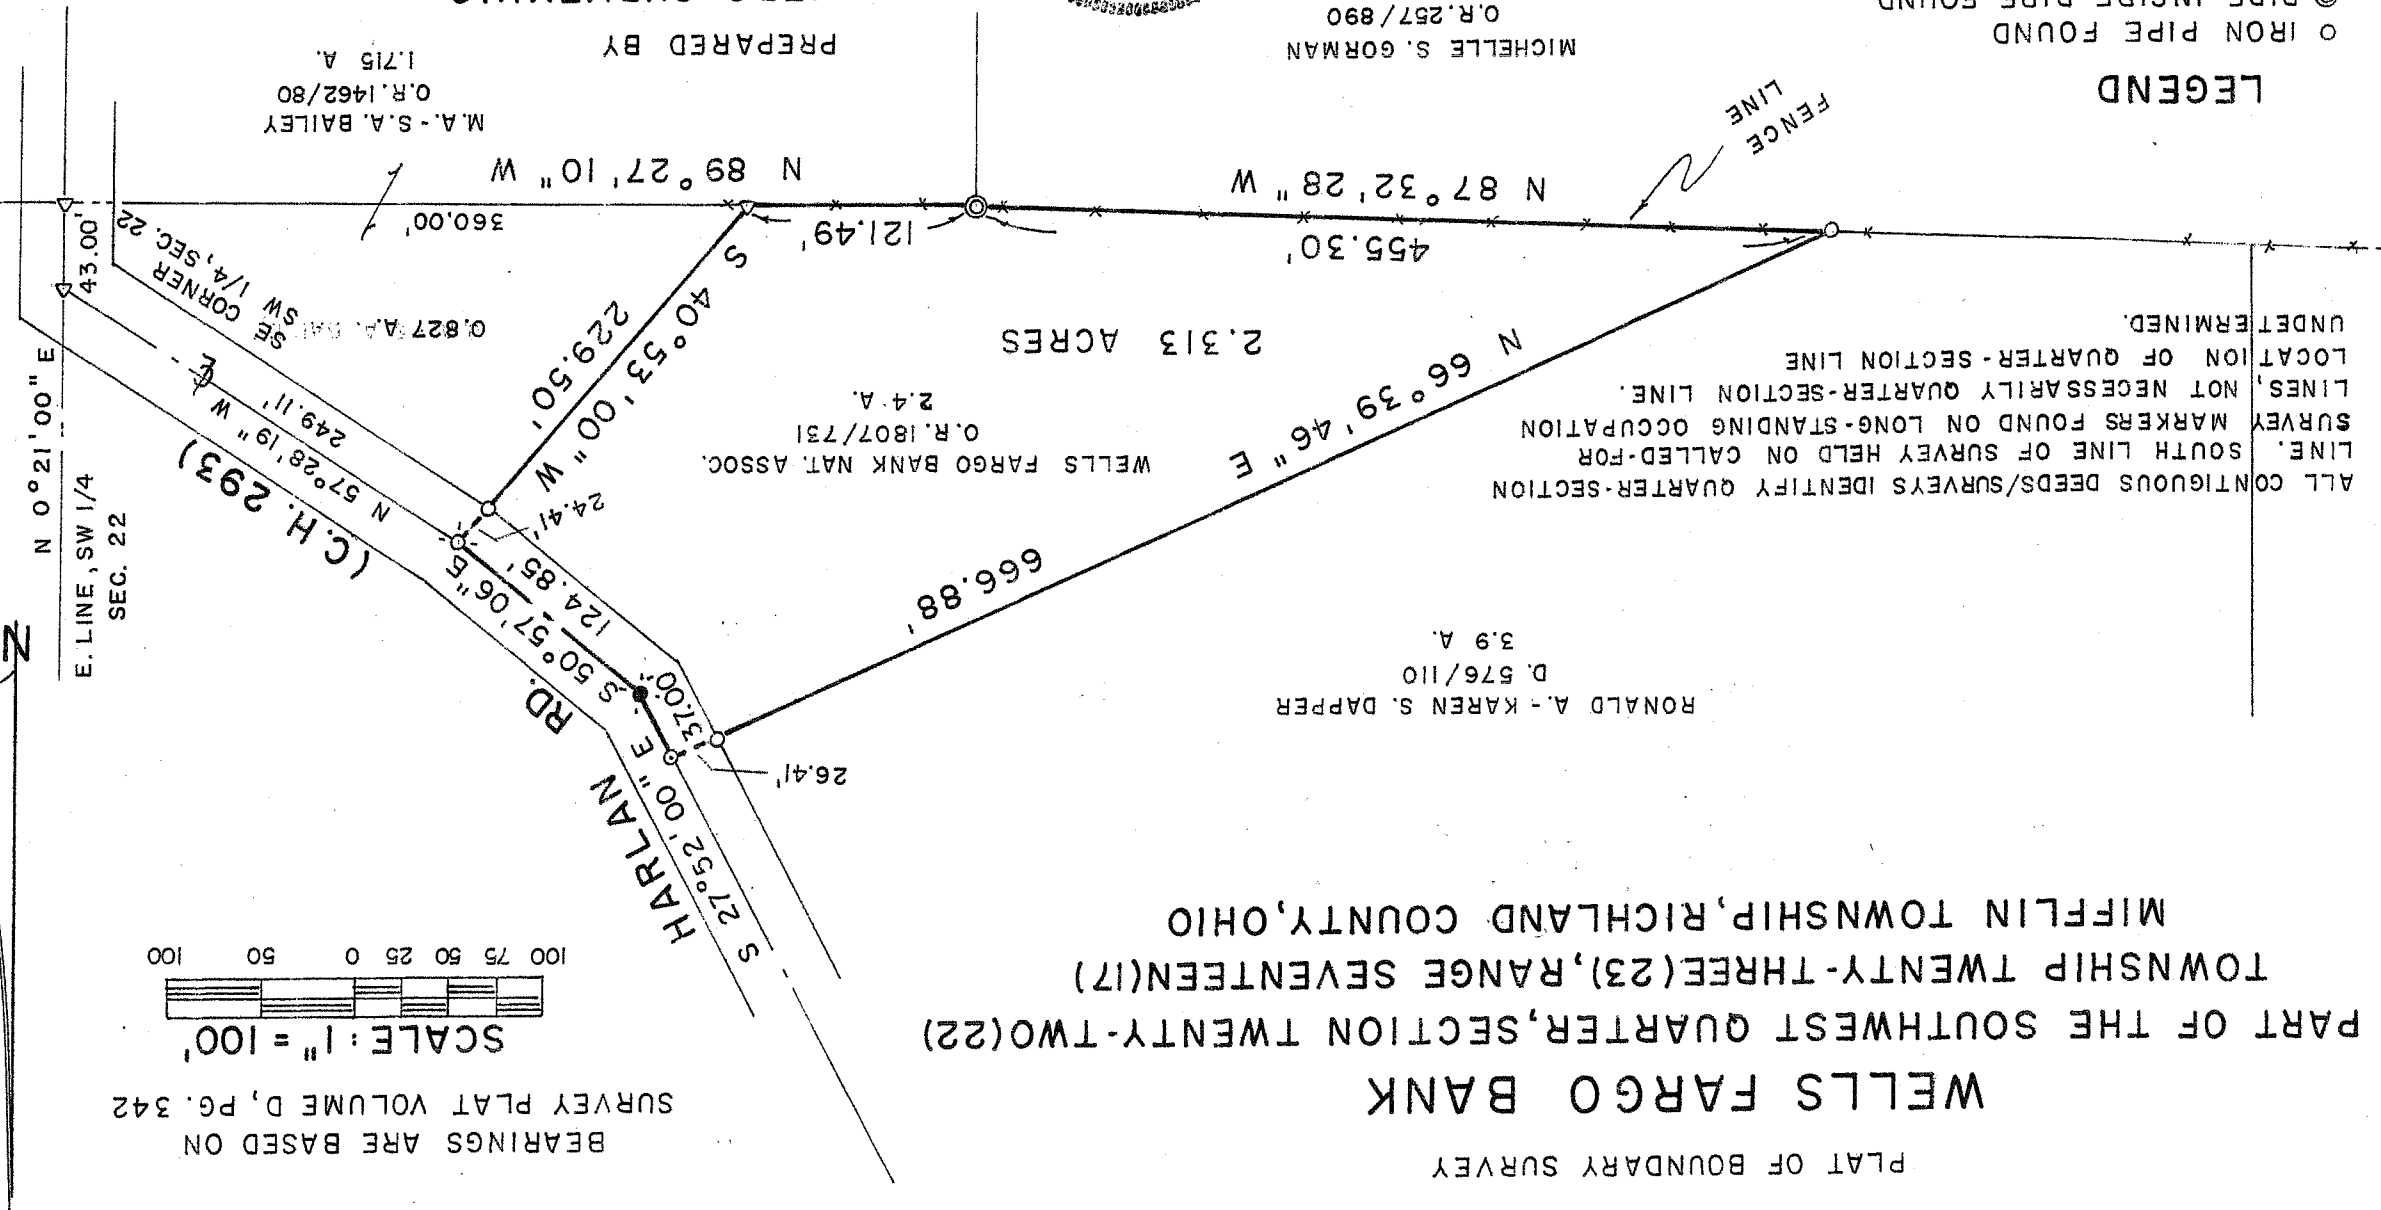 PLAT OF BOUNDARY SURVEY
WELLS FARGO BANK
PART OF THE SOUTHWEST QUARTER, SECTION TWENTY-TWO(22)
TOWNSHIP TWENTY-THREE(23), RANGE SEVENTEEN(17)
MIFFLIN TOWNSHIP, RICHLAND COUNTY, OHIO
BEARINGS ARE BASED ON
SURVEY PLAT VOLUME D, PG. 342
SCALE: 1" = 100'
100 75 50 25 0 50 100
HARLAN
RD.
(C.H. 293)
S 27°52'00" E
137.00'
26.41'
S 50°57'06" E
124.85'
24.41'
N 57°28'19" W
249.11'
℄
RONALD A. - KAREN S. DAPPER
D. 576/110
3.9 A.
N
E. LINE, SW 1/4
SEC. 22
N 0°21'00" E
666.88'
N 66°39'46" E
ALL CONTIGUOUS DEEDS/SURVEYS IDENTIFY QUARTER-SECTION
LINE. SOUTH LINE OF SURVEY HELD ON CALLED-FOR
SURVEY MARKERS FOUND ON LONG-STANDING OCCUPATION
LINES, NOT NECESSARILY QUARTER-SECTION LINE.
LOCATION OF QUARTER-SECTION LINE
UNDETERMINED.
WELLS FARGO BANK NAT. ASSOC.
O.R. 1807/731
2.4 A.
2.313 ACRES
S 40°53'00" W
229.50'
0.827 A.
SE CORNER
SW 1/4, SEC. 22
43.00'
360.00'
121.49'
455.30'
N 87°32'28" W
N 89°27'10" W
FENCE
LINE
M.A. - S.A. BAILEY
O.R. 1462/80
1.715 A.
LEGEND
○ IRON PIPE FOUND
◎ PIPE INSIDE PIPE FOUND
MICHELLE S. GORMAN
O.R. 257/890
PREPARED BY